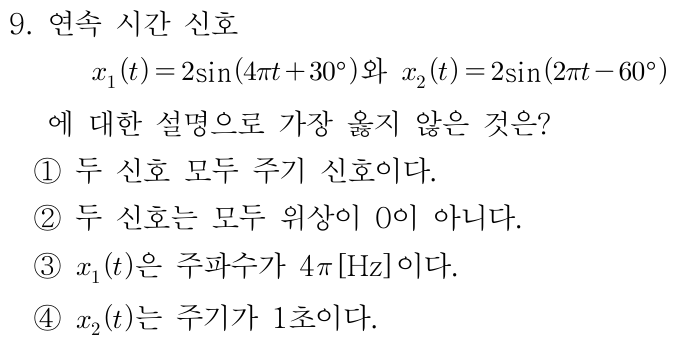 9. 연속 시간 신호
x₁(t)=2sin(4πt+30°)와 x₂(t)=2sin(2πt−60°)
에 대한 설명으로 가장 옳지 않은 것은?
① 두 신호 모두 주기 신호이다.
② 두 신호는 모두 위상이 0이 아니다.
③ x₁(t)은 주파수가 4π[Hz]이다.
④ x₂(t)는 주기가 1초이다.